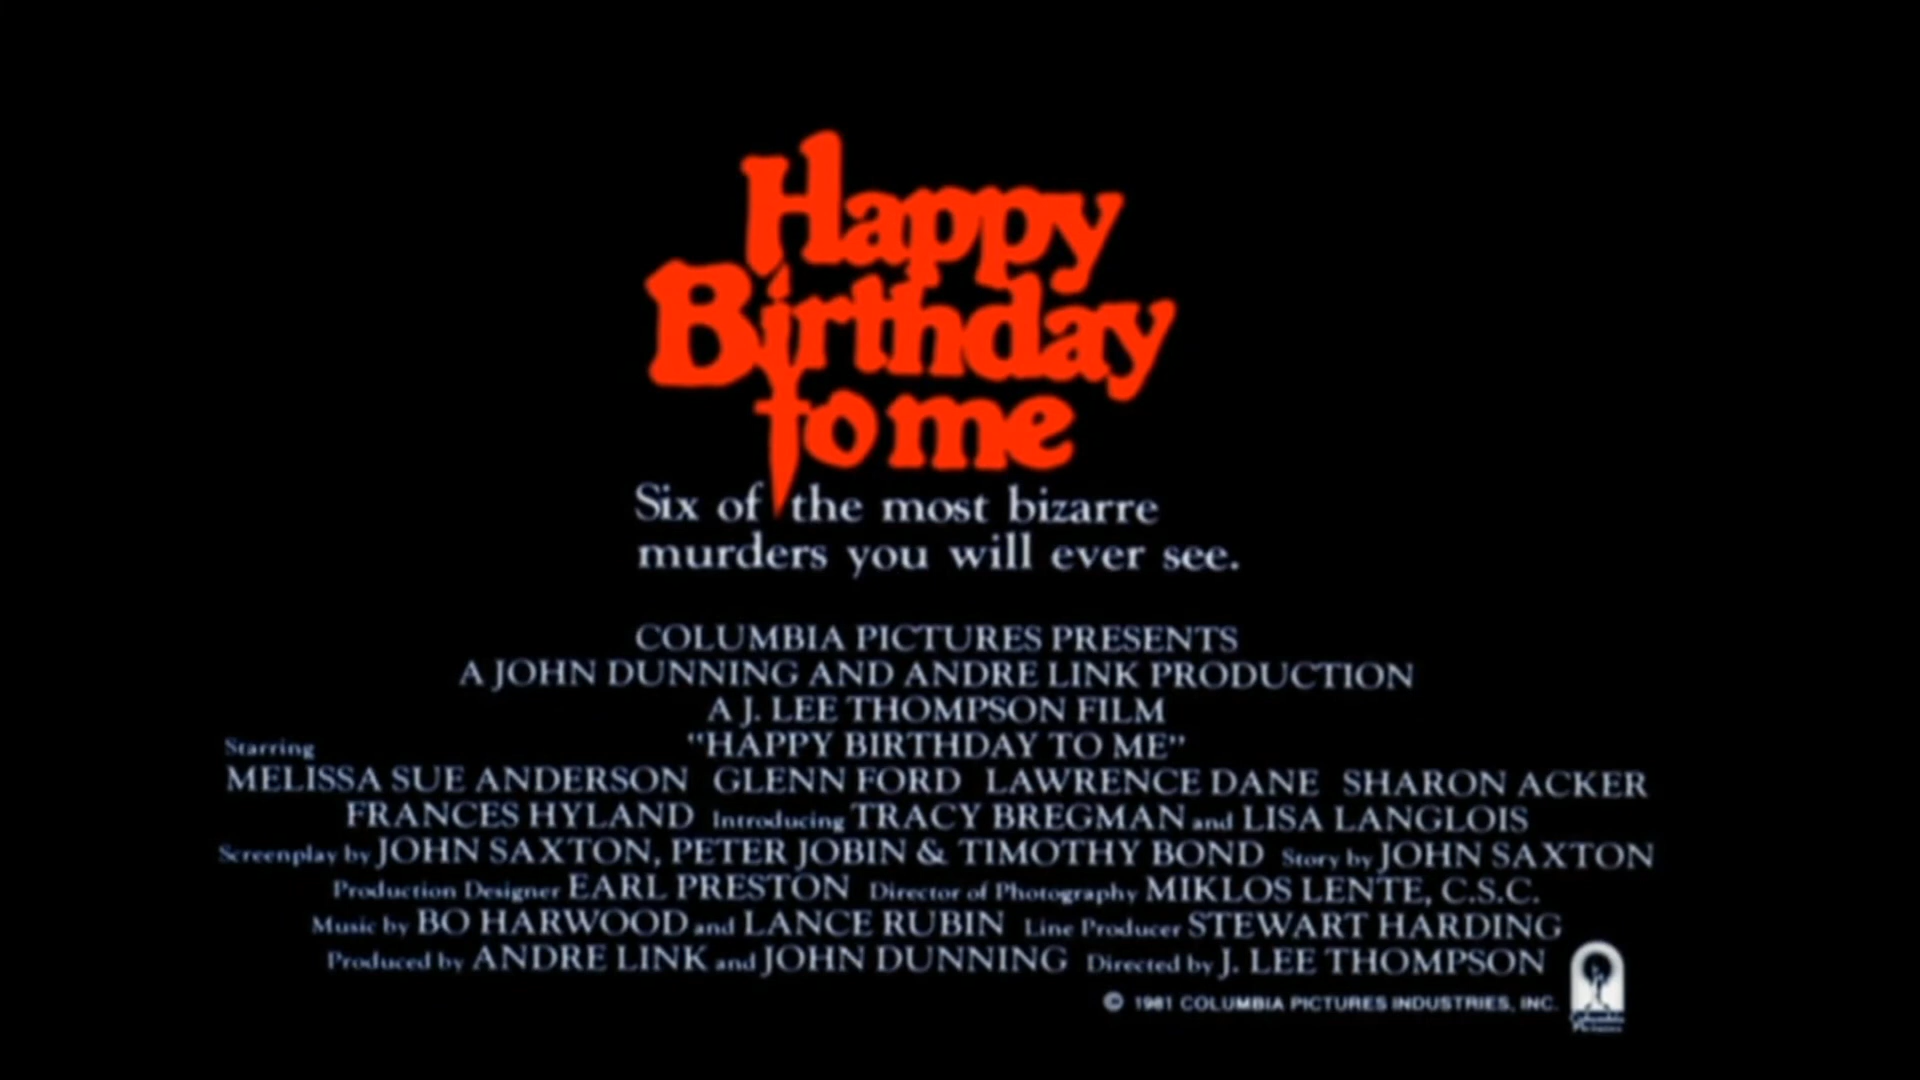 Happy
Birthday
to me
Six of the most bizarre
murders you will ever see.
COLUMBIA PICTURES PRESENTS
A JOHN DUNNING AND ANDRE LINK PRODUCTION
A J. LEE THOMPSON FILM
"HAPPY BIRTHDAY TO ME"
Starring
MELISSA SUE ANDERSON GLENN FORD LAWRENCE DANE SHARON ACKER
FRANCES HYLAND Introducing TRACY BREGMAN and LISA LANGLOIS
Screenplay by JOHN SAXTON, PETER JOBIN & TIMOTHY BOND Story by JOHN SAXTON
Production Designer EARL PRESTON Director of Photography MIKLOS LENTE, C.S.C.
Music by BO HARWOOD and LANCE RUBIN Line Producer STEWART HARDING
Produced by ANDRE LINK and JOHN DUNNING Directed by J. LEE THOMPSON
© 1981 COLUMBIA PICTURES INDUSTRIES, INC.
Columbia
Pictures